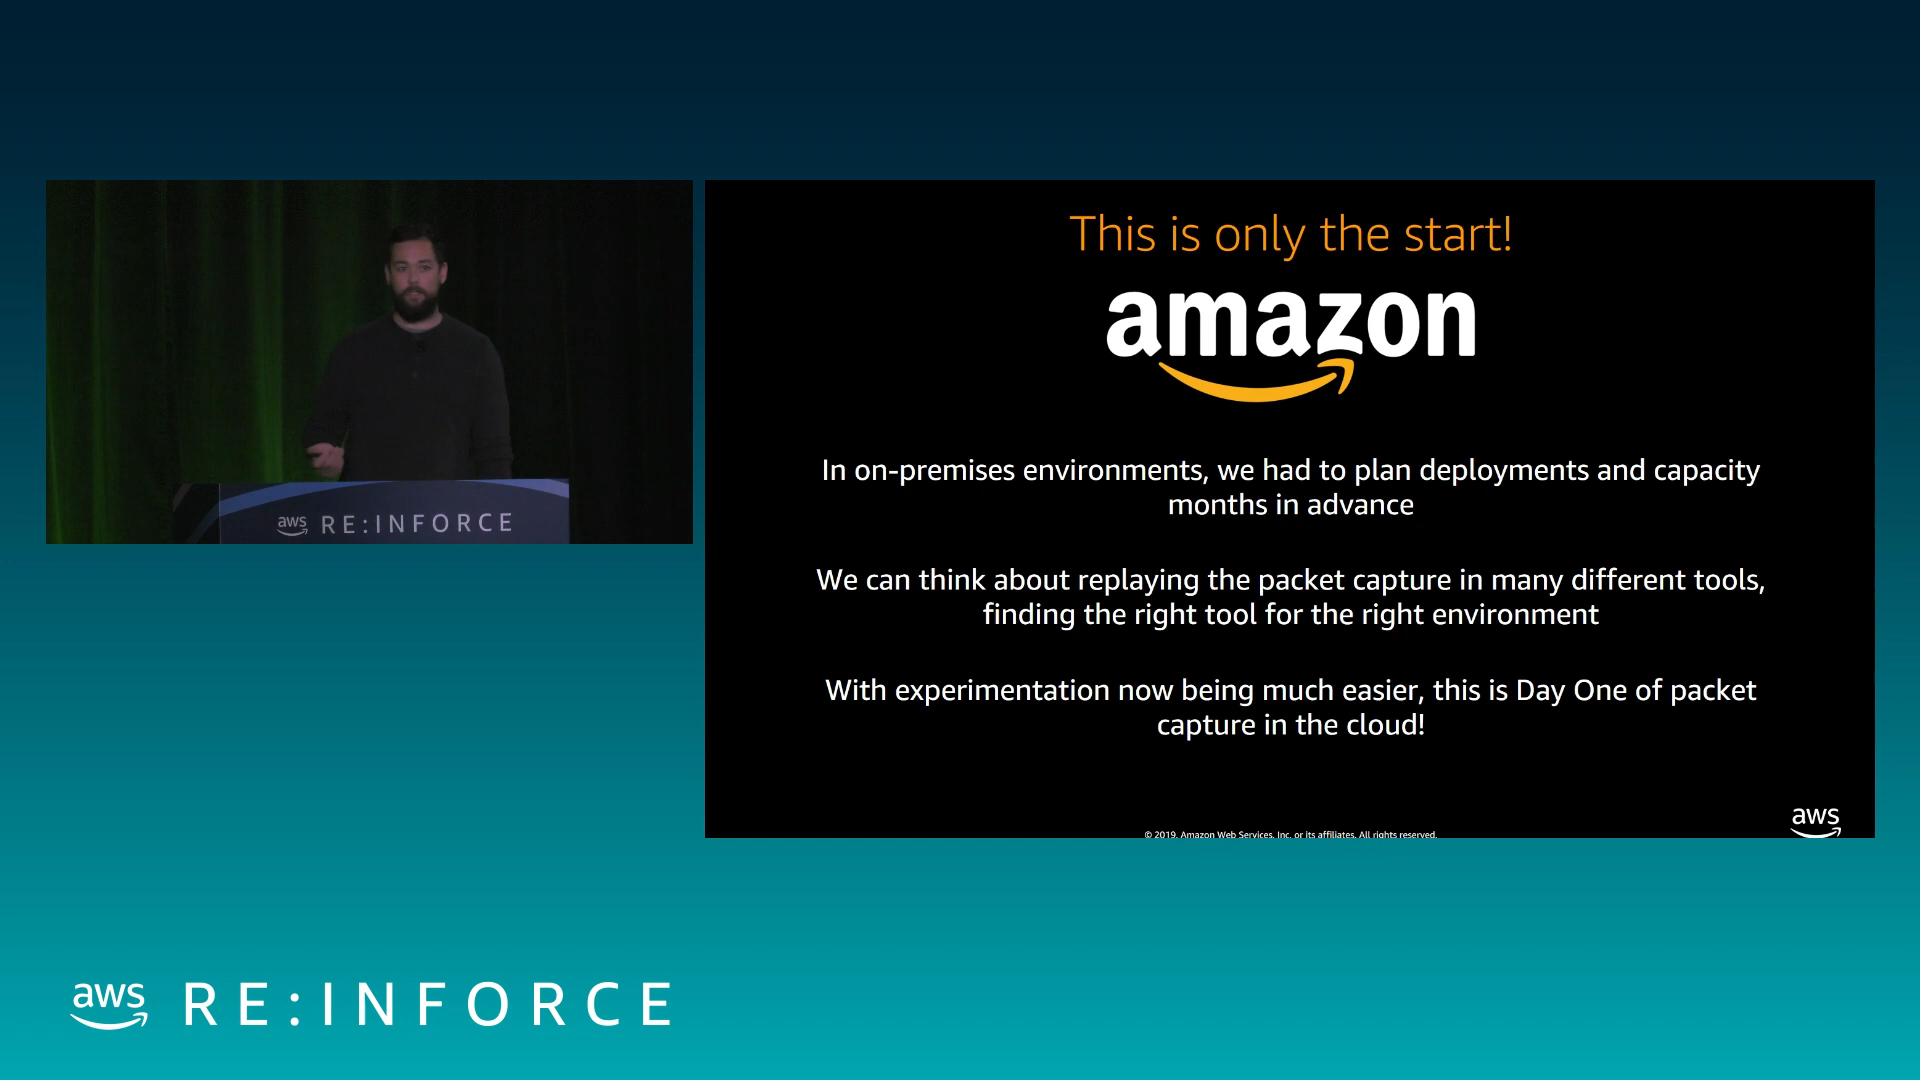 This is only the start!
amazon
In on-premises environments, we had to plan deployments and capacity
months in advance
We can think about replaying the packet capture in many different tools,
finding the right tool for the right environment
With experimentation now being much easier, this is Day One of packet
capture in the cloud!
© 2019, Amazon Web Services, Inc. or its affiliates. All rights reserved.
aws
aws RE:INFORCE
aws RE:INFORCE